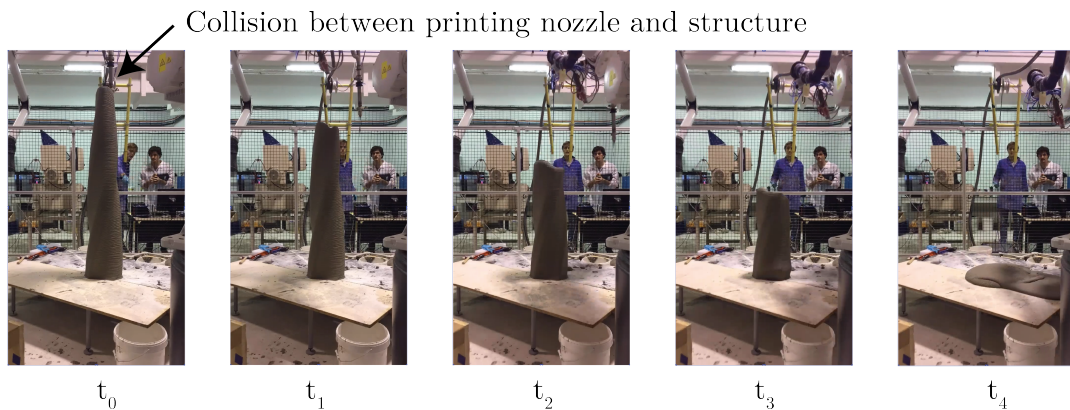 Collision between printing nozzle and structure
t₀ t₁ t₂ t₃ t₄